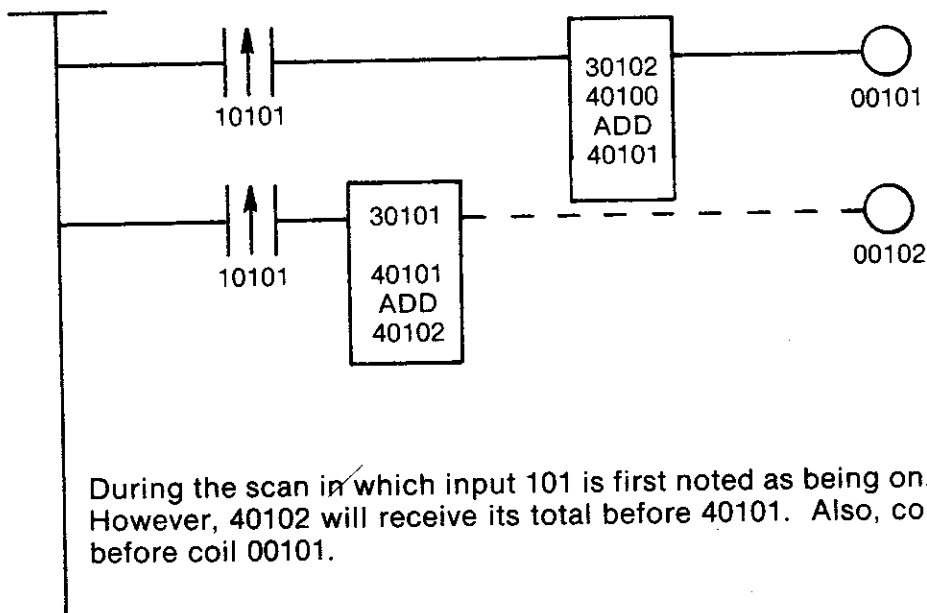 30102
40100
ADD
40101
10101
00101
30101
40101
ADD
40102
10101
00102
During the scan in which input 101 is first noted as being on
However, 40102 will receive its total before 40101. Also, co
before coil 00101.